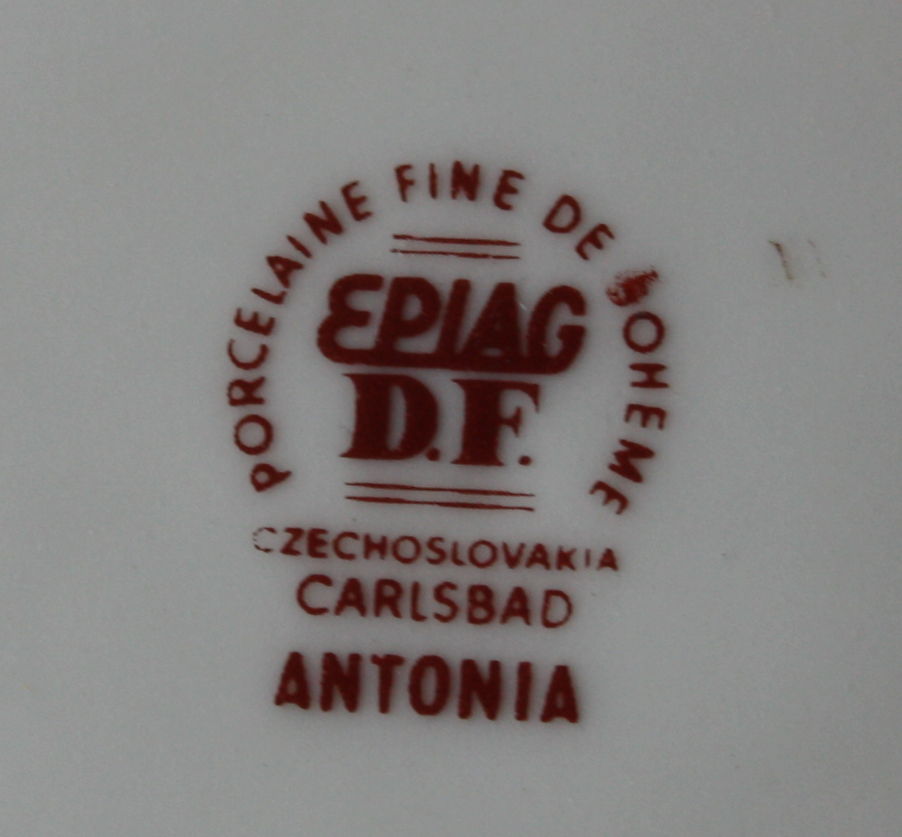 PORCELAINE FINE DE BOHEME
EPIAG
D.F.
CZECHOSLOVAKIA
CARLSBAD
ANTONIA